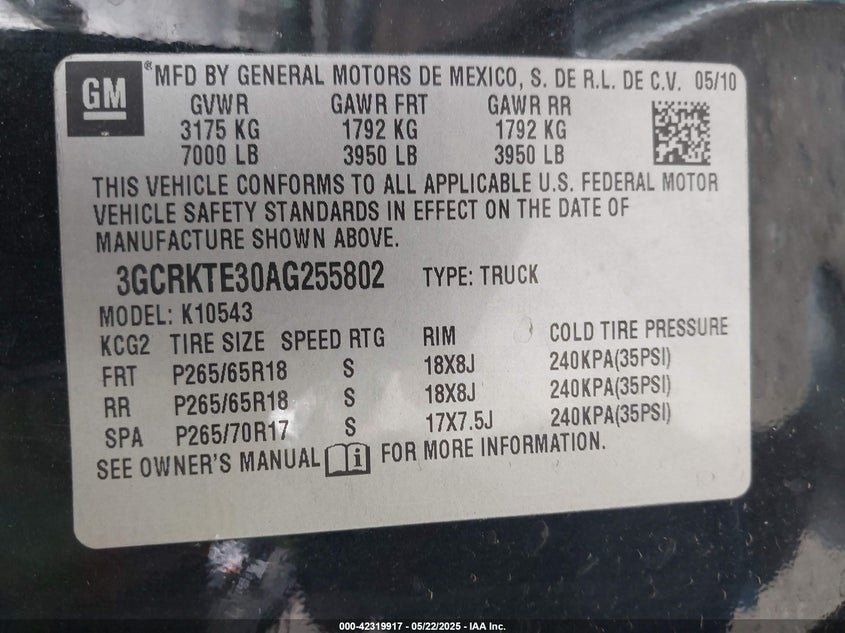 GM ® MFD BY GENERAL MOTORS DE MEXICO, S. DE R.L. DE C.V. 05/10
GVWR GAWR FRT GAWR RR
3175 KG 1792 KG 1792 KG
7000 LB 3950 LB 3950 LB
THIS VEHICLE CONFORMS TO ALL APPLICABLE U.S. FEDERAL MOTOR
VEHICLE SAFETY STANDARDS IN EFFECT ON THE DATE OF
MANUFACTURE SHOWN ABOVE.
3GCRKTE30AG255802 TYPE: TRUCK
MODEL: K10543
KCG2 TIRE SIZE SPEED RTG RIM COLD TIRE PRESSURE
FRT P265/65R18 S 18X8J 240KPA(35PSI)
RR P265/65R18 S 18X8J 240KPA(35PSI)
SPA P265/70R17 S 17X7.5J 240KPA(35PSI)
SEE OWNER'S MANUAL i FOR MORE INFORMATION.
000-42319917 - 05/22/2025 - IAA Inc.